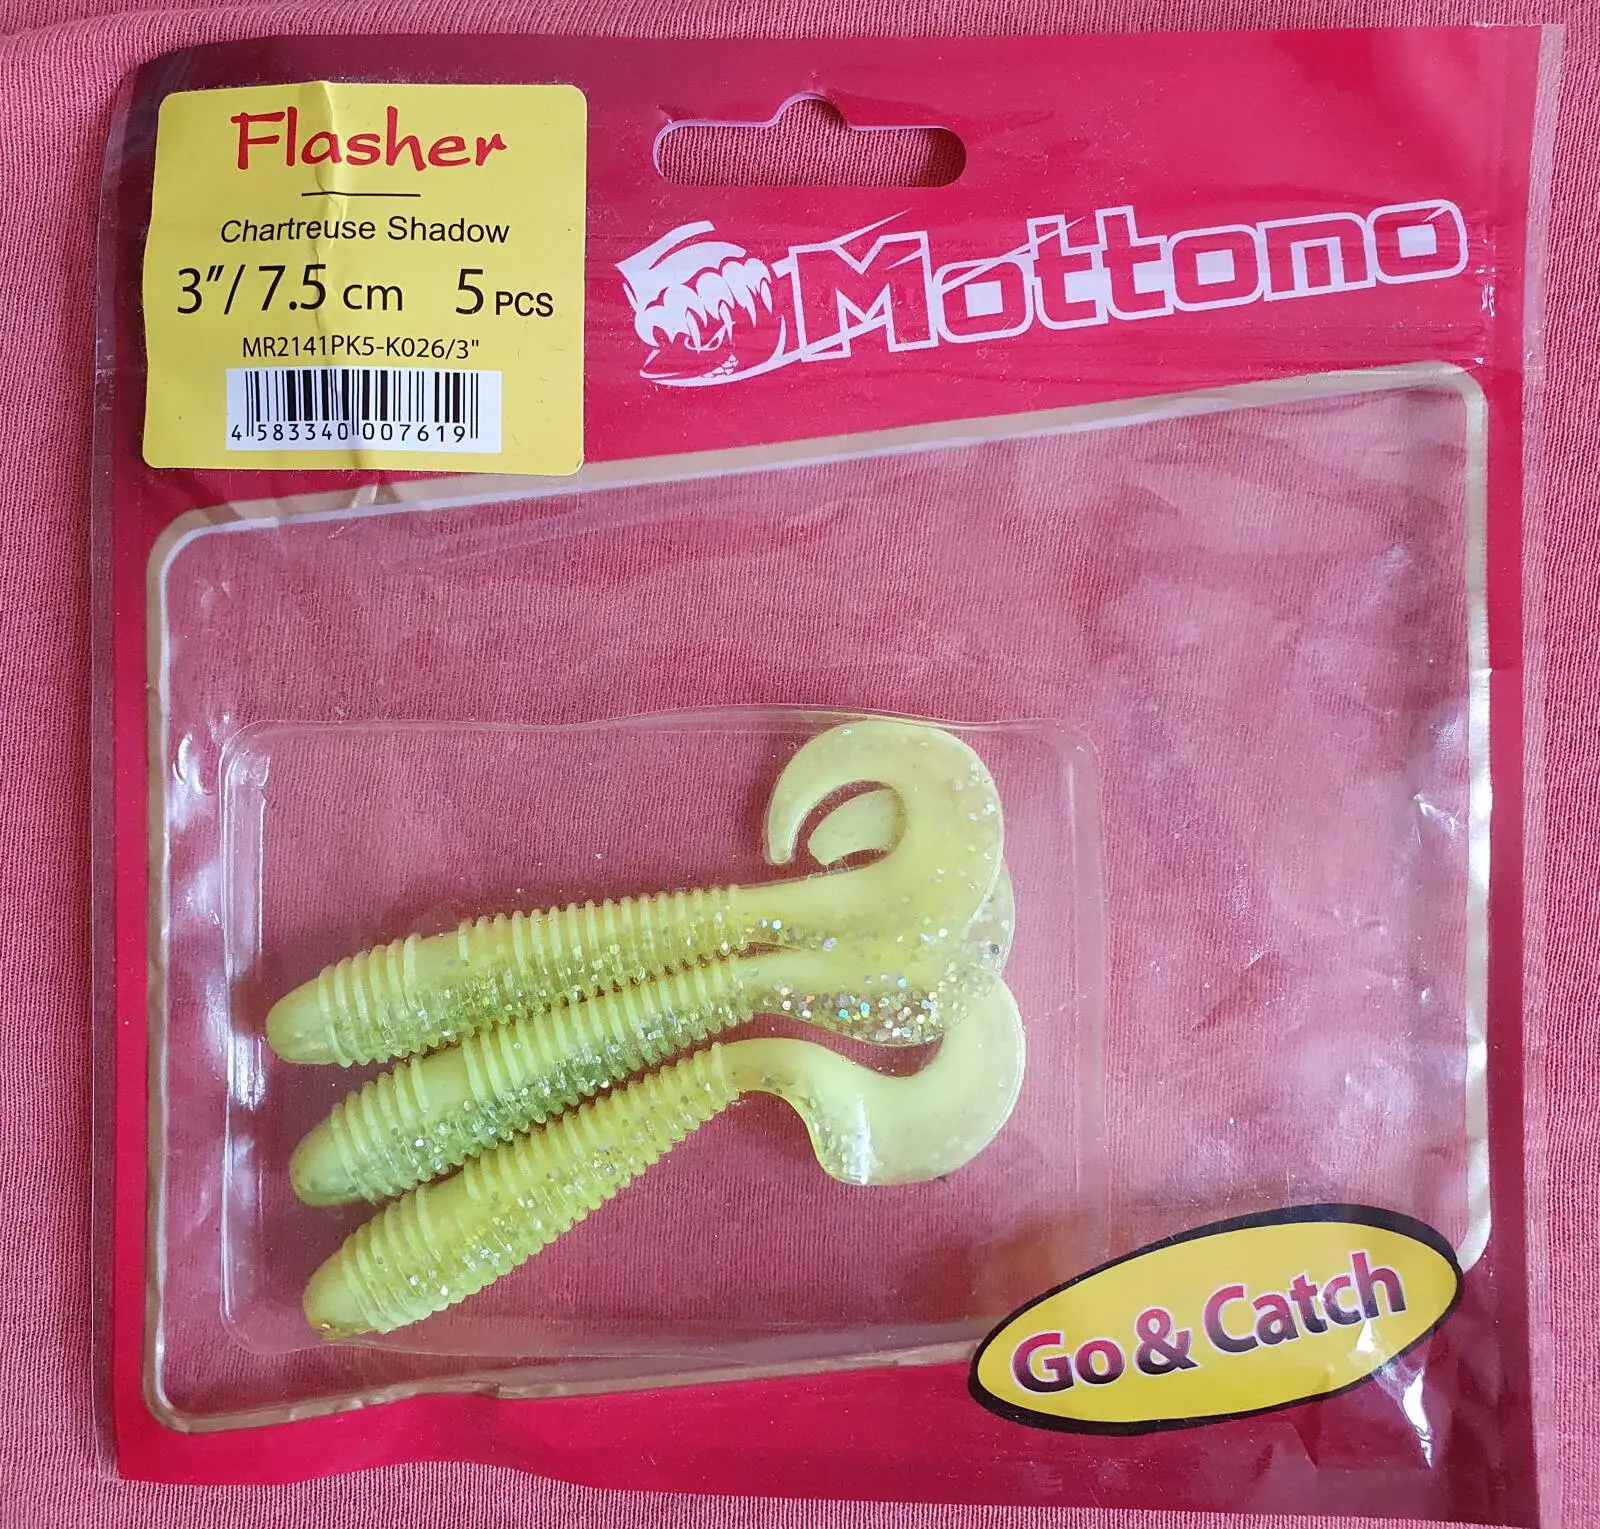 Flasher
Chartreuse Shadow
3"/ 7.5 cm 5 PCS
MR2141PK5-K026/3"
4 583340 007619
Mottomo
Go & Catch